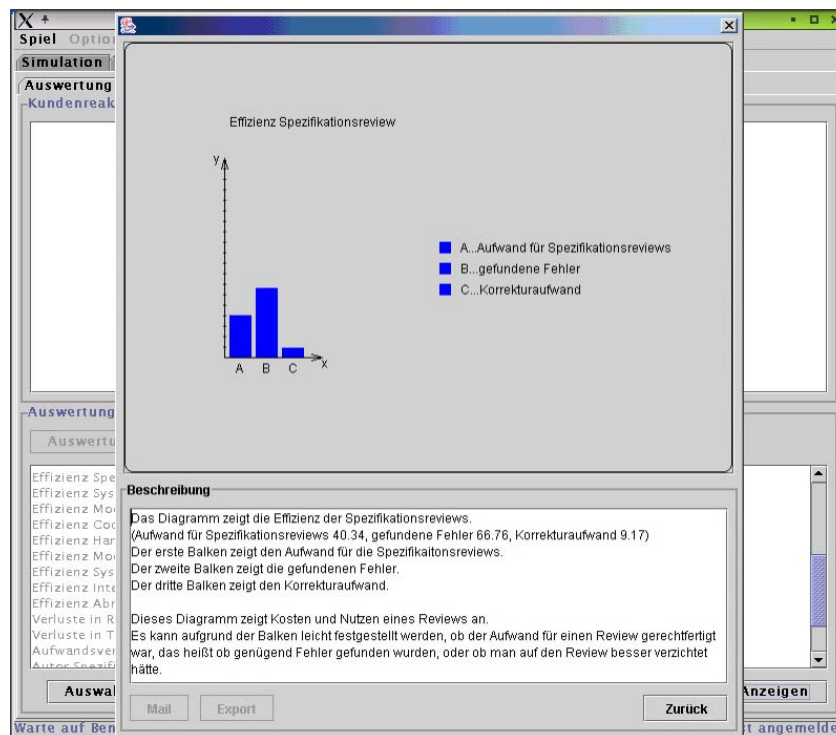 X
Spiel Optio
Simulation
Auswertung
Kundenreak
Effizienz Spezifikationsreview
y
A...Aufwand für Spezifikationsreviews
B...gefundene Fehler
C...Korrekturaufwand
x
A B C
Auswertung
Auswertu
Effizienz Spe
Effizienz Sys
Effizienz Mod
Effizienz Cod
Effizienz Han
Effizienz Mod
Effizienz Sys
Effizienz Inte
Effizienz Abr
Verluste in R
Verluste in T
Aufwandsver
Autor Spezifi
Beschreibung
Das Diagramm zeigt die Effizienz der Spezifikationsreviews.
(Aufwand für Spezifikationsreviews 40.34, gefundene Fehler 66.76, Korrekturaufwand 9.17)
Der erste Balken zeigt den Aufwand für die Spezifikaitonsreviews.
Der zweite Balken zeigt die gefundenen Fehler.
Der dritte Balken zeigt den Korrekturaufwand.
Dieses Diagramm zeigt Kosten und Nutzen eines Reviews an.
Es kann aufgrund der Balken leicht festgestellt werden, ob der Aufwand für einen Review gerechtfertigt
war, das heißt ob genügend Fehler gefunden wurden, oder ob man auf den Review besser verzichtet
hätte.
Auswal
Mail Export Zurück
Anzeigen
Warte auf Ben
t angemelde